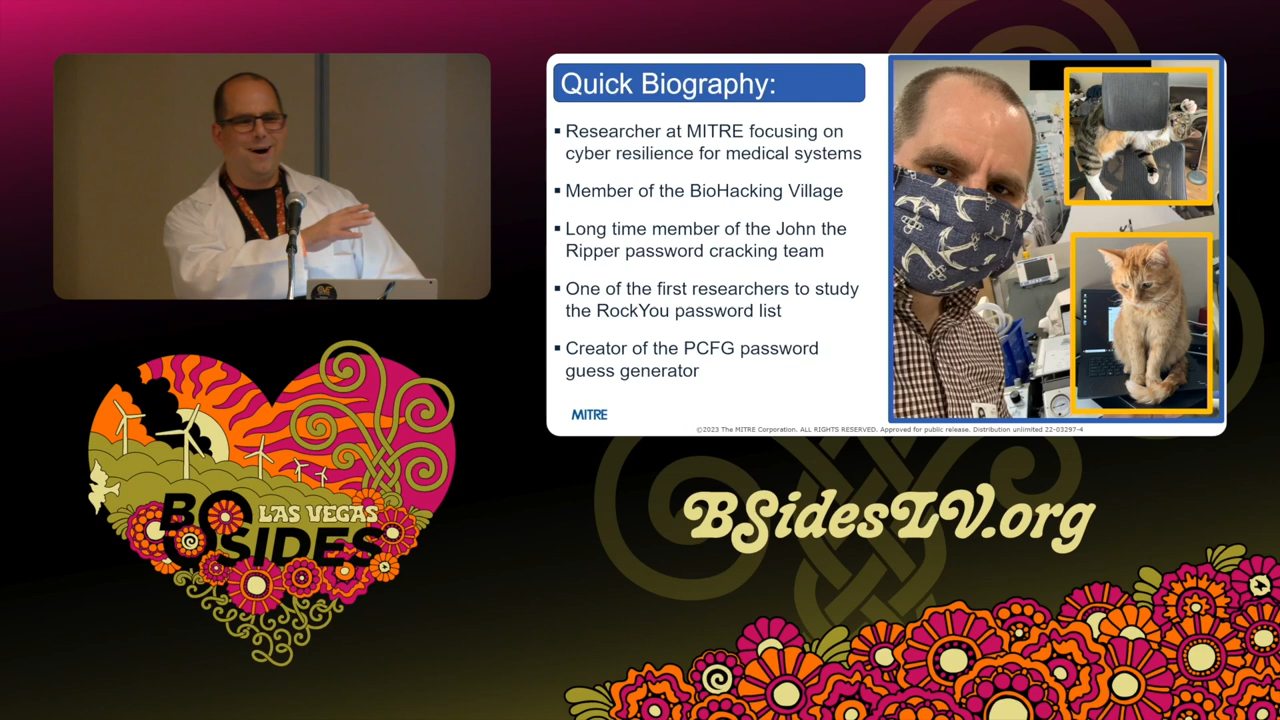 Quick Biography:
▪ Researcher at MITRE focusing on
cyber resilience for medical systems
▪ Member of the BioHacking Village
▪ Long time member of the John the
Ripper password cracking team
▪ One of the first researchers to study
the RockYou password list
▪ Creator of the PCFG password
guess generator
MITRE
©2023 The MITRE Corporation. ALL RIGHTS RESERVED. Approved for public release. Distribution unlimited 22-03297-4
BSIDES
LAS VEGAS
23
BSidesLV.org